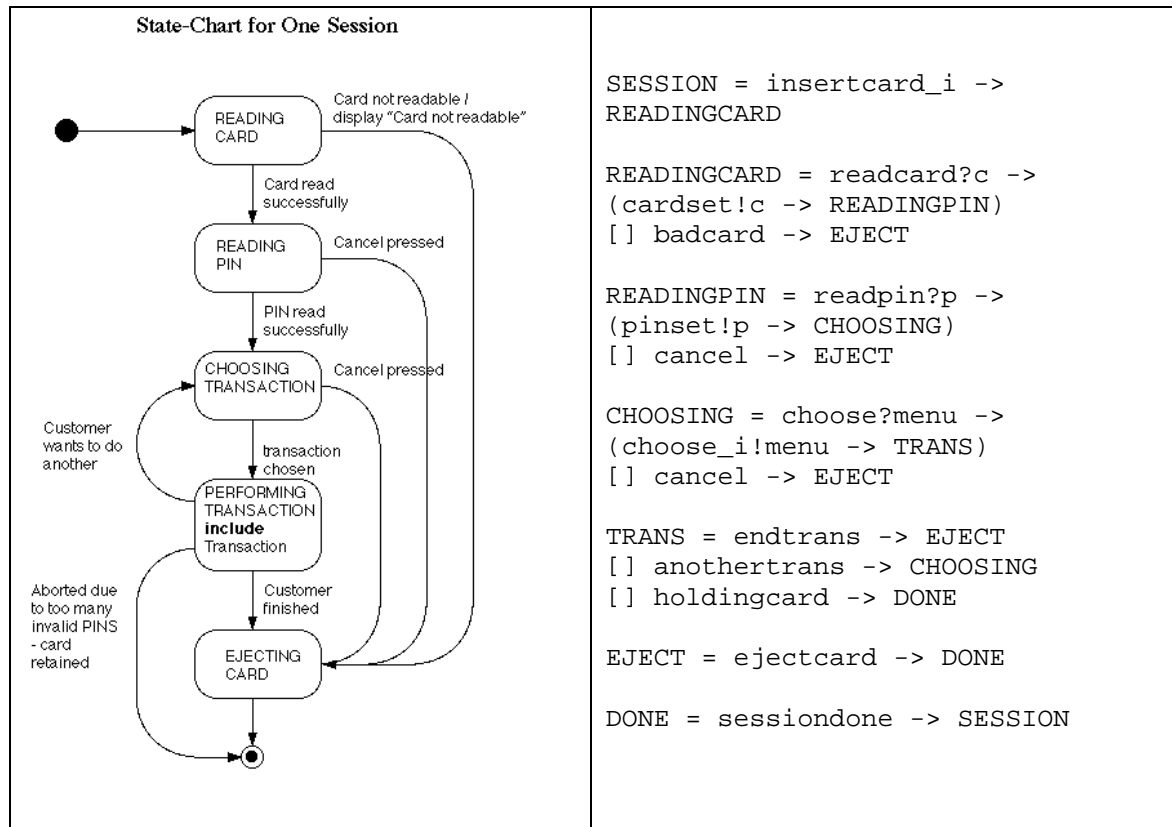 State-Chart for One Session
READING
CARD
Card not readable /
display "Card not readable"
Card read
successfully
READING
PIN
Cancel pressed
PIN read
successfully
CHOOSING
TRANSACTION
Cancel pressed
Customer
wants to do
another
transaction
chosen
PERFORMING
TRANSACTION
include
Transaction
Aborted due
to too many
invalid PINS
- card
retained
Customer
finished
EJECTING
CARD
SESSION = insertcard_i ->
READINGCARD
READINGCARD = readcard?c ->
(cardset!c -> READINGPIN)
[] badcard -> EJECT
READINGPIN = readpin?p ->
(pinset!p -> CHOOSING)
[] cancel -> EJECT
CHOOSING = choose?menu ->
(choose_i!menu -> TRANS)
[] cancel -> EJECT
TRANS = endtrans -> EJECT
[] anothertrans -> CHOOSING
[] holdingcard -> DONE
EJECT = ejectcard -> DONE
DONE = sessiondone -> SESSION